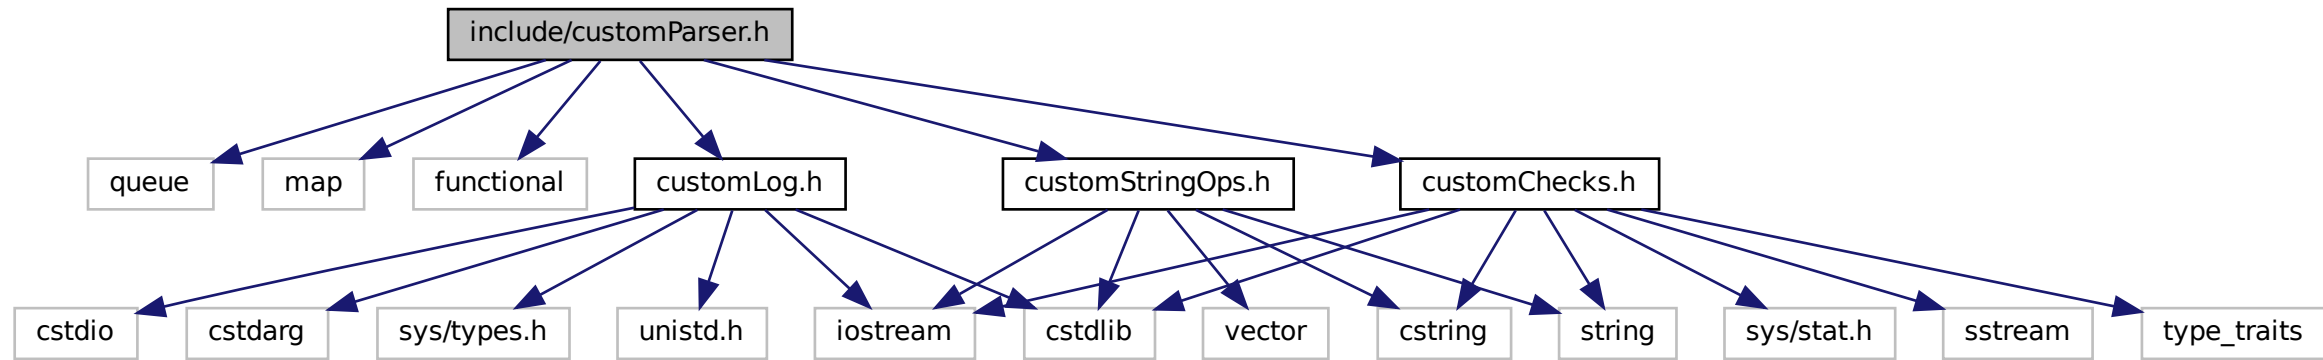 include/customParser.h
queue
map
functional
customLog.h
customStringOps.h
customChecks.h
cstdio
cstdarg
sys/types.h
unistd.h
iostream
cstdlib
vector
cstring
string
sys/stat.h
sstream
type_traits